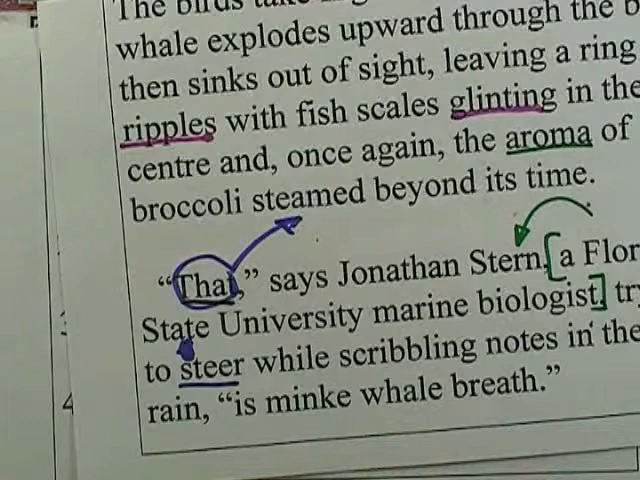 The birds take
whale explodes upward through the b
then sinks out of sight, leaving a ring
ripples with fish scales glinting in the
centre and, once again, the aroma of
broccoli steamed beyond its time.
“That,” says Jonathan Stern, [a Flor
State University marine biologist,] try
to steer while scribbling notes in the
rain, “is minke whale breath.”
4